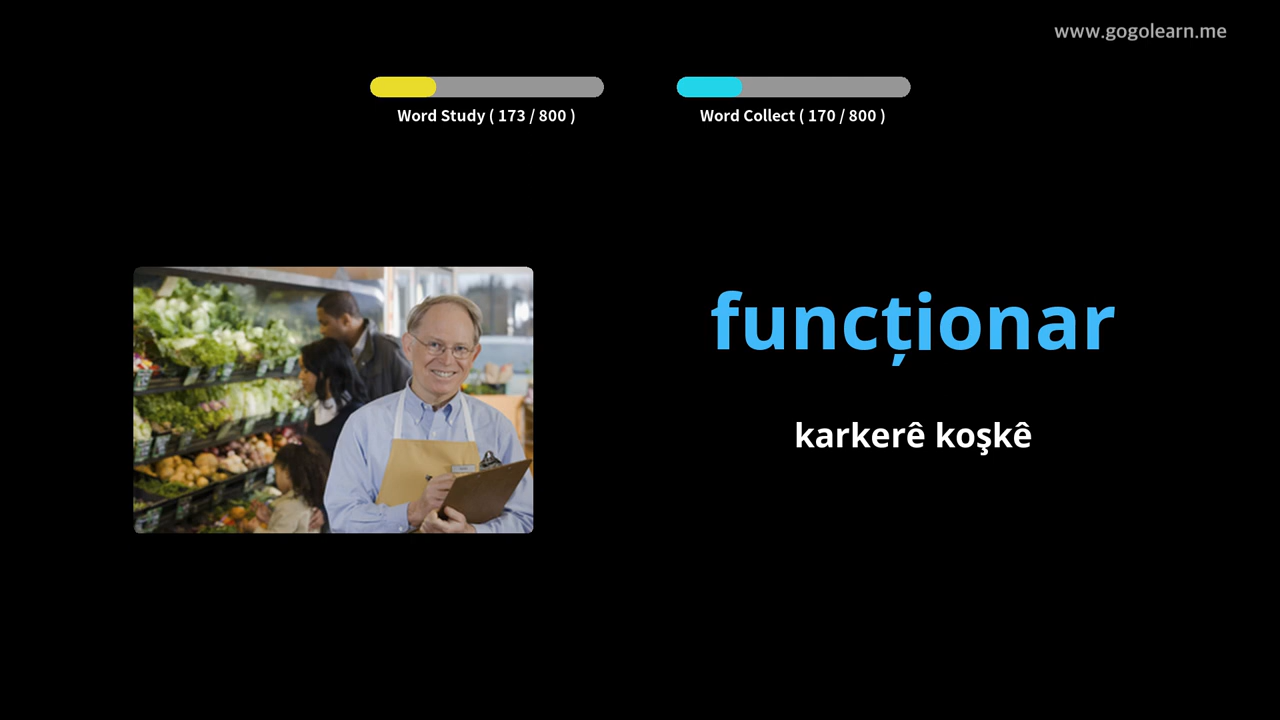 www.gogolearn.me
Word Study ( 173 / 800 )
Word Collect ( 170 / 800 )
funcționar
karkerê koşkê